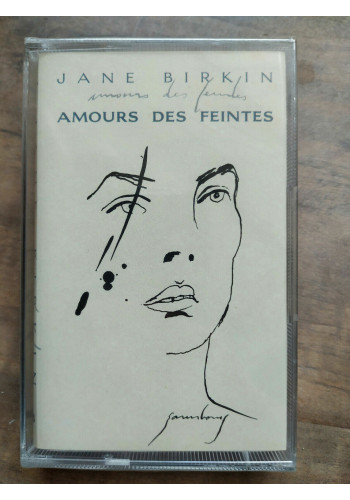 JANE BIRKIN
amours des feintes
AMOURS DES FEINTES
Gainsbourg